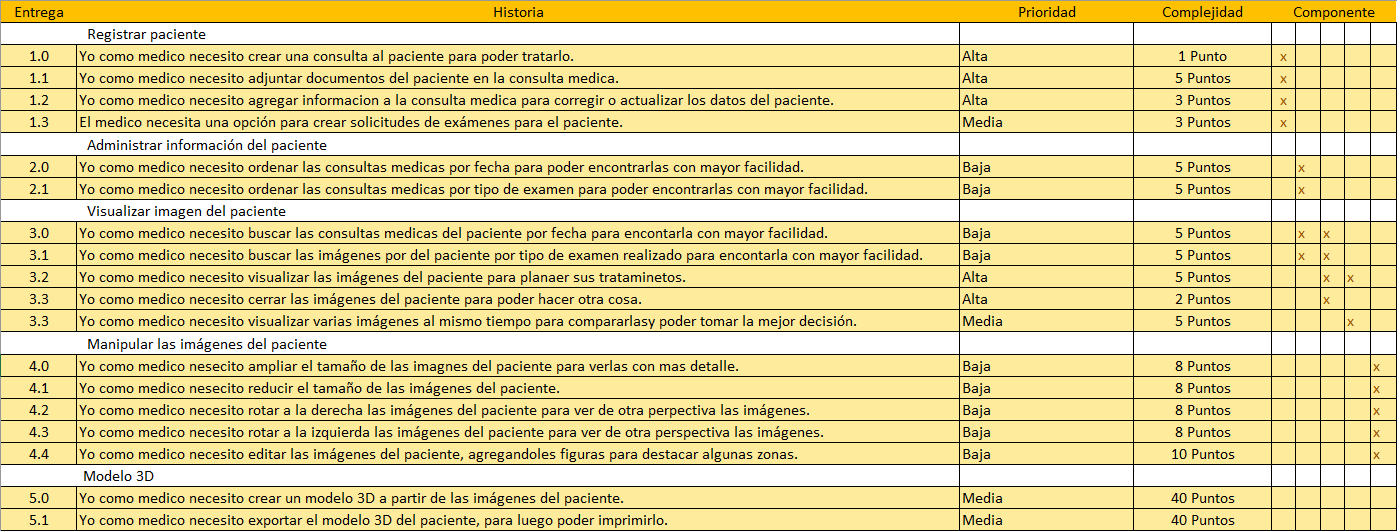 Entrega Historia Prioridad Complejidad Componente
Registrar paciente
1.0 Yo como medico necesito crear una consulta al paciente para poder tratarlo. Alta 1 Punto x
1.1 Yo como medico necesito adjuntar documentos del paciente en la consulta medica. Alta 5 Puntos x
1.2 Yo como medico necesito agregar informacion a la consulta medica para corregir o actualizar los datos del paciente. Alta 3 Puntos x
1.3 El medico necesita una opción para crear solicitudes de exámenes para el paciente. Media 3 Puntos x
Administrar información del paciente
2.0 Yo como medico necesito ordenar las consultas medicas por fecha para poder encontrarlas con mayor facilidad. Baja 5 Puntos x
2.1 Yo como medico necesito ordenar las consultas medicas por tipo de examen para poder encontrarlas con mayor facilidad. Baja 5 Puntos x
Visualizar imagen del paciente
3.0 Yo como medico necesito buscar las consultas medicas del paciente por fecha para encontarla con mayor facilidad. Baja 5 Puntos x x
3.1 Yo como medico necesito buscar las imágenes por del paciente por tipo de examen realizado para encontarla con mayor facilidad. Baja 5 Puntos x x
3.2 Yo como medico necesito visualizar las imágenes del paciente para planaer sus trataminetos. Alta 5 Puntos x x
3.3 Yo como medico necesito cerrar las imágenes del paciente para poder hacer otra cosa. Alta 2 Puntos x
3.3 Yo como medico necesito visualizar varias imágenes al mismo tiempo para compararlasy poder tomar la mejor decisión. Media 5 Puntos x
Manipular las imágenes del paciente
4.0 Yo como medico nesecito ampliar el tamaño de las imagnes del paciente para verlas con mas detalle. Baja 8 Puntos x
4.1 Yo como medico nesecito reducir el tamaño de las imágenes del paciente. Baja 8 Puntos x
4.2 Yo como medico necesito rotar a la derecha las imágenes del paciente para ver de otra perpectiva las imágenes. Baja 8 Puntos x
4.3 Yo como medico necesito rotar a la izquierda las imágenes del paciente para ver de otra perspectiva las imágenes. Baja 8 Puntos x
4.4 Yo como medico necesito editar las imágenes del paciente, agregandoles figuras para destacar algunas zonas. Baja 10 Puntos x
Modelo 3D
5.0 Yo como medico necesito crear un modelo 3D a partir de las imágenes del paciente. Media 40 Puntos
5.1 Yo como medico necesito exportar el modelo 3D del paciente, para luego poder imprimirlo. Media 40 Puntos